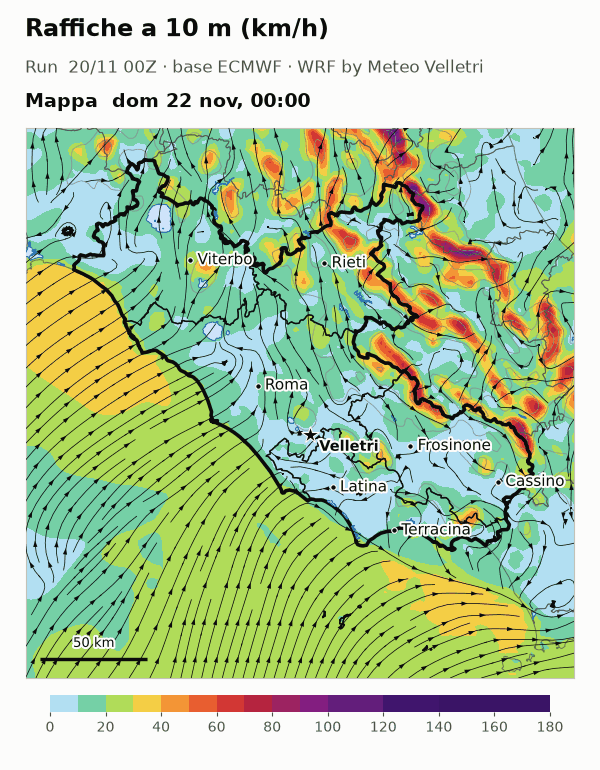 Raffiche a 10 m (km/h)
Run  20/11 00Z · base ECMWF · WRF by Meteo Velletri
Mappa  dom 22 nov, 00:00
Viterbo
Rieti
Roma
Velletri
Frosinone
Latina
Cassino
Terracina
50 km
0 20 40 60 80 100 120 140 160 180